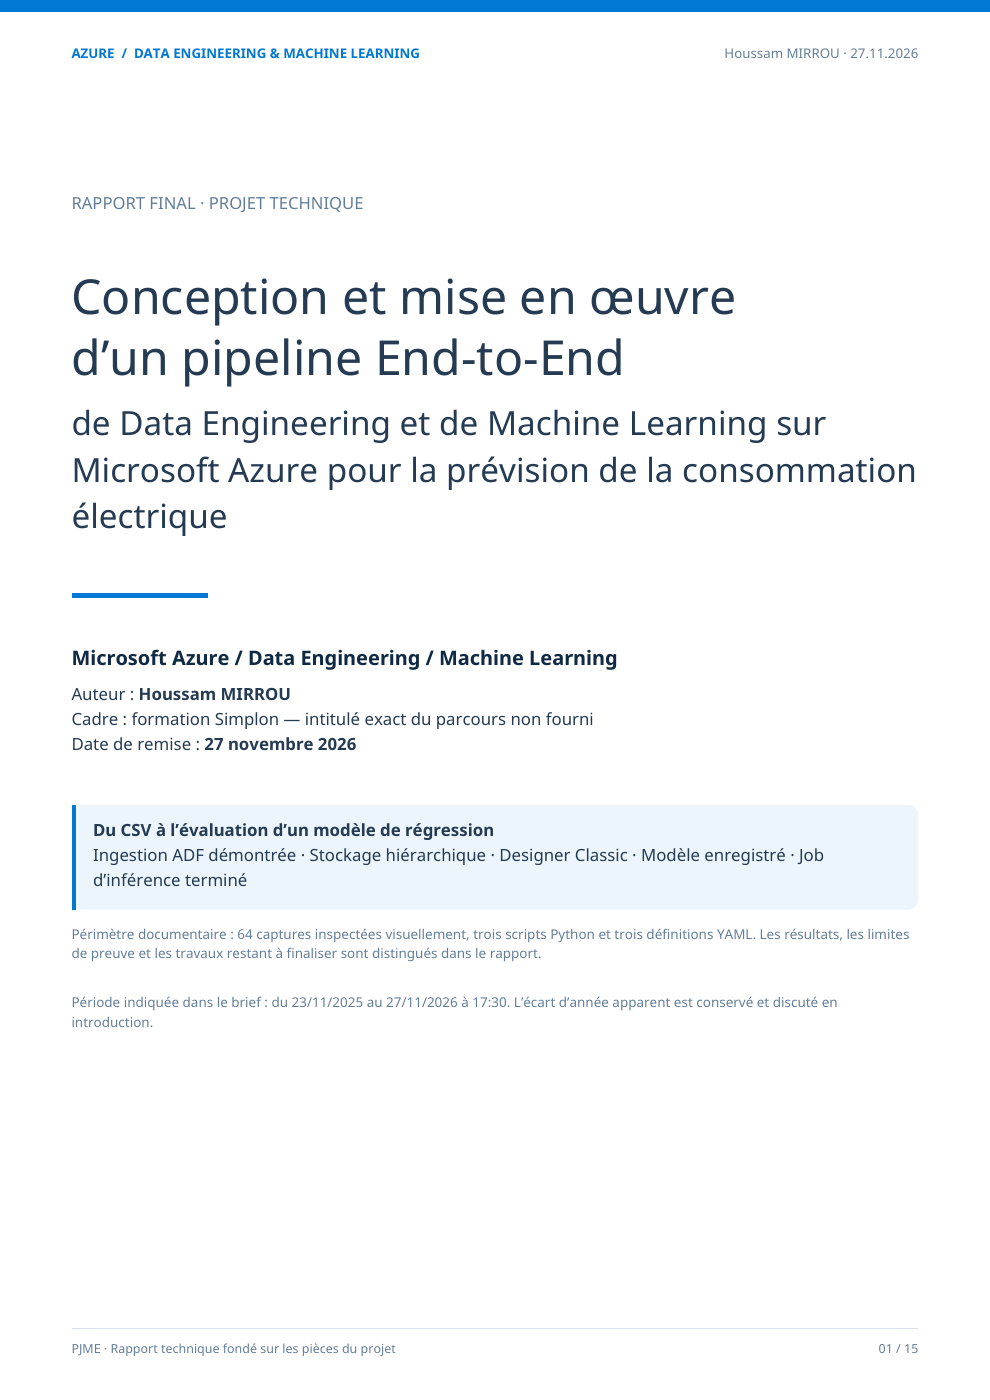 AZURE / DATA ENGINEERING & MACHINE LEARNING
Houssam MIRROU · 27.11.2026
RAPPORT FINAL · PROJET TECHNIQUE
Conception et mise en œuvre
d’un pipeline End-to-End
de Data Engineering et de Machine Learning sur
Microsoft Azure pour la prévision de la consommation
électrique
Microsoft Azure / Data Engineering / Machine Learning
Auteur : Houssam MIRROU
Cadre : formation Simplon — intitulé exact du parcours non fourni
Date de remise : 27 novembre 2026
Du CSV à l’évaluation d’un modèle de régression
Ingestion ADF démontrée · Stockage hiérarchique · Designer Classic · Modèle enregistré · Job
d’inférence terminé
Périmètre documentaire : 64 captures inspectées visuellement, trois scripts Python et trois définitions YAML. Les résultats, les limites
de preuve et les travaux restant à finaliser sont distingués dans le rapport.
Période indiquée dans le brief : du 23/11/2025 au 27/11/2026 à 17:30. L’écart d’année apparent est conservé et discuté en
introduction.
PJME · Rapport technique fondé sur les pièces du projet
01 / 15